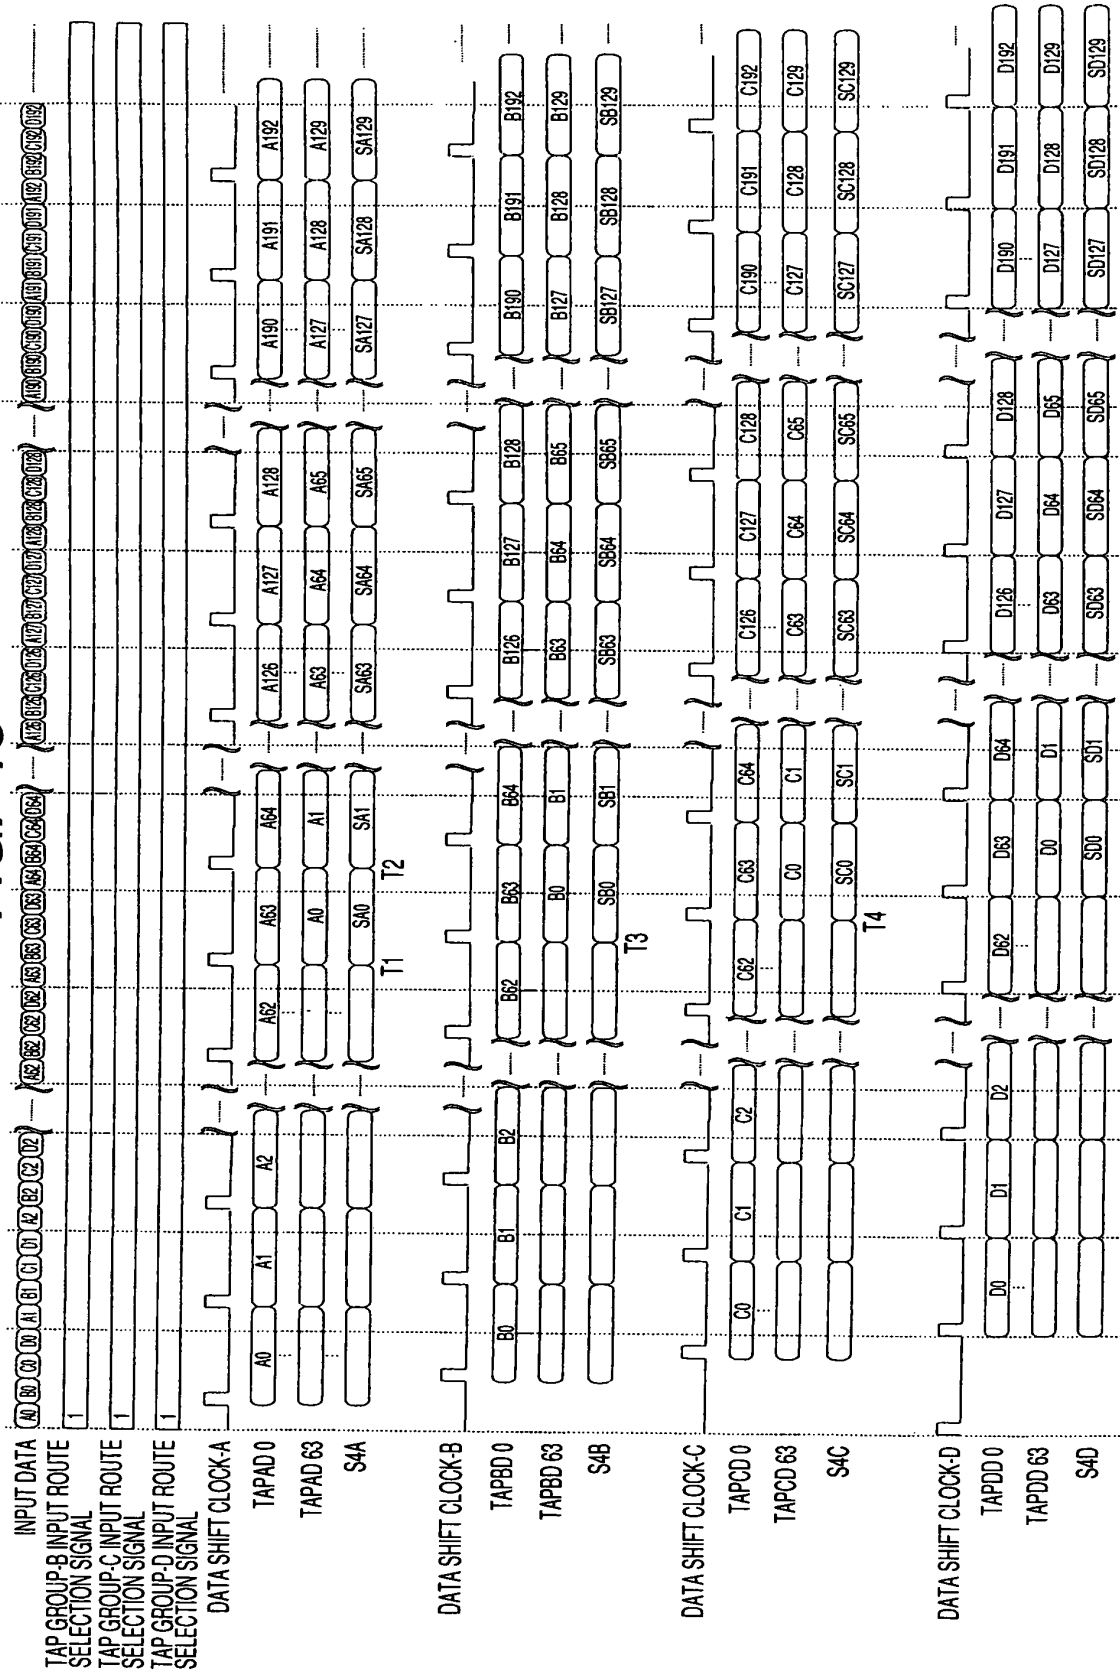 INPUT DATA A0 B0 C0 D0 A1 B1 C1 D1 A2 B2 C2 D2 A62 B62 C62 D62 A63 B63 C63 D63 A64 B64 C64 D64 A126 B126 C126 D126 A127 B127 C127 D127 A128 B128 C128 D128 A190 B190 C190 D190 A191 B191 C191 D191 A192 B192 C192 D192
TAP GROUP-B INPUT ROUTE
SELECTION SIGNAL 1
TAP GROUP-C INPUT ROUTE
SELECTION SIGNAL 1
TAP GROUP-D INPUT ROUTE
SELECTION SIGNAL 1
DATA SHIFT CLOCK-A
TAPAD 0 A0 A1 A2 A62 A63 A64 A126 A127 A128 A190 A191 A192
TAPAD 63 A0 A1 A63 A64 A65 A127 A128 A129
S4A SA0 SA1 SA63 SA64 SA65 SA127 SA128 SA129
T1 T2
DATA SHIFT CLOCK-B
TAPBD 0 B0 B1 B2 B62 B63 B64 B126 B127 B128 B190 B191 B192
TAPBD 63 B0 B1 B63 B64 B65 B127 B128 B129
S4B SB0 SB1 SB63 SB64 SB65 SB127 SB128 SB129
T3
DATA SHIFT CLOCK-C
TAPCD 0 C0 C1 C2 C62 C63 C64 C126 C127 C128 C190 C191 C192
TAPCD 63 C0 C1 C63 C64 C65 C127 C128 C129
S4C SC0 SC1 SC63 SC64 SC65 SC127 SC128 SC129
T4
DATA SHIFT CLOCK-D
TAPDD 0 D0 D1 D2 D62 D63 D64 D126 D127 D128 D190 D191 D192
TAPDD 63 D0 D1 D63 D64 D65 D127 D128 D129
S4D SD0 SD1 SD63 SD64 SD65 SD127 SD128 SD129